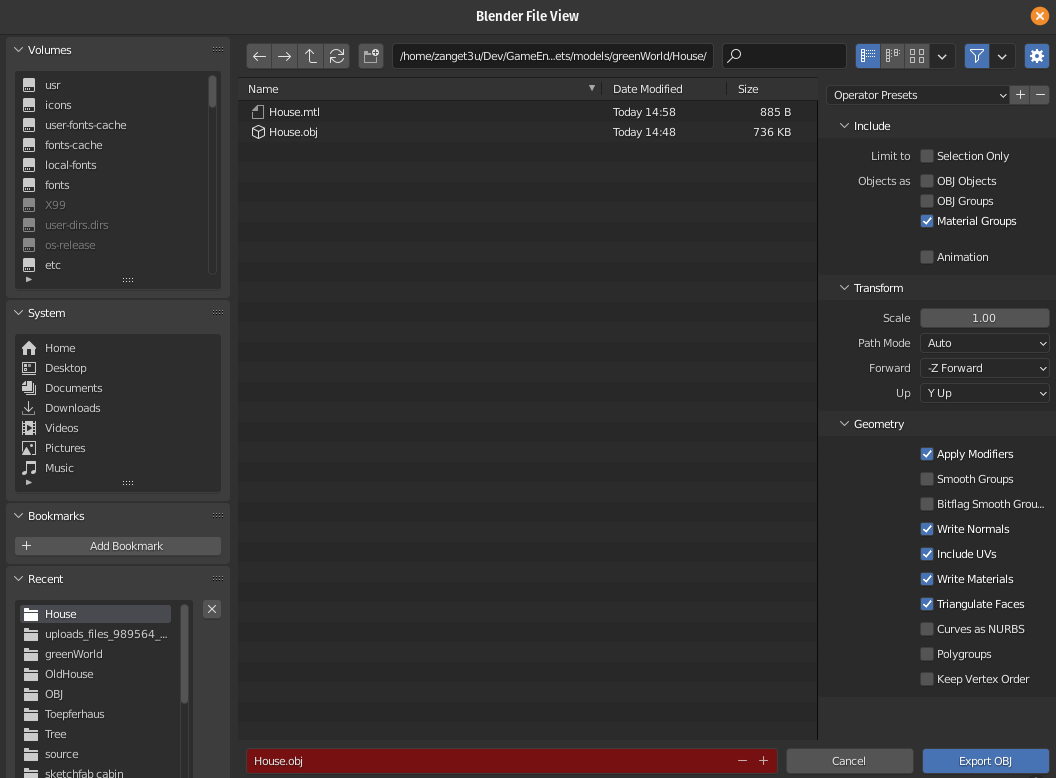 Blender File View
Volumes
usr
icons
user-fonts-cache
fonts-cache
local-fonts
fonts
X99
user-dirs.dirs
os-release
etc
System
Home
Desktop
Documents
Downloads
Videos
Pictures
Music
Bookmarks
Add Bookmark
Recent
House
uploads_files_989564_...
greenWorld
OldHouse
OBJ
Toepferhaus
Tree
source
sketchfab cabin
/home/zanget3u/Dev/GameEn...ets/models/greenWorld/House/
Name Date Modified Size
House.mtl Today 14:58 885 B
House.obj Today 14:48 736 KB
House.obj
Cancel
Export OBJ
Operator Presets
Include
Limit to Selection Only
Objects as OBJ Objects
OBJ Groups
Material Groups
Animation
Transform
Scale 1.00
Path Mode Auto
Forward -Z Forward
Up Y Up
Geometry
Apply Modifiers
Smooth Groups
Bitflag Smooth Grou...
Write Normals
Include UVs
Write Materials
Triangulate Faces
Curves as NURBS
Polygroups
Keep Vertex Order